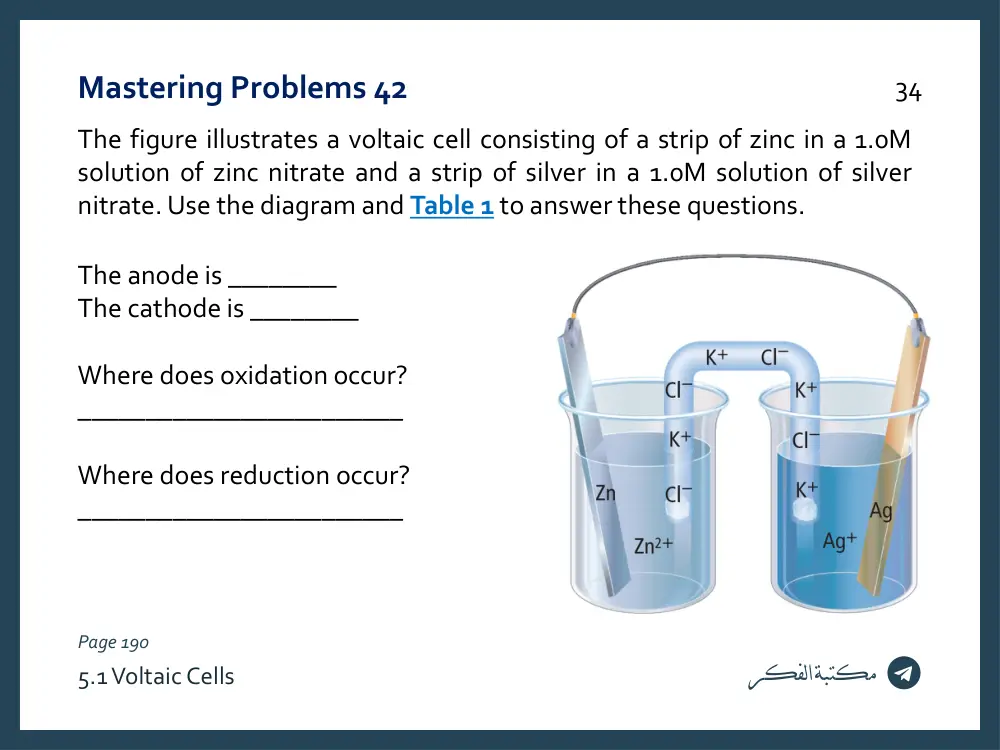 Mastering Problems 42
34
The figure illustrates a voltaic cell consisting of a strip of zinc in a 1.0M
solution of zinc nitrate and a strip of silver in a 1.0M solution of silver
nitrate. Use the diagram and Table 1 to answer these questions.
The anode is ________
The cathode is ________
Where does oxidation occur?
________________________
Where does reduction occur?
________________________
K⁺ Cl⁻
Cl⁻ K⁺
K⁺ Cl⁻
Zn Cl⁻ K⁺ Ag
Zn²⁺ Ag⁺
Page 190
5.1 Voltaic Cells
مكتبة الفكر